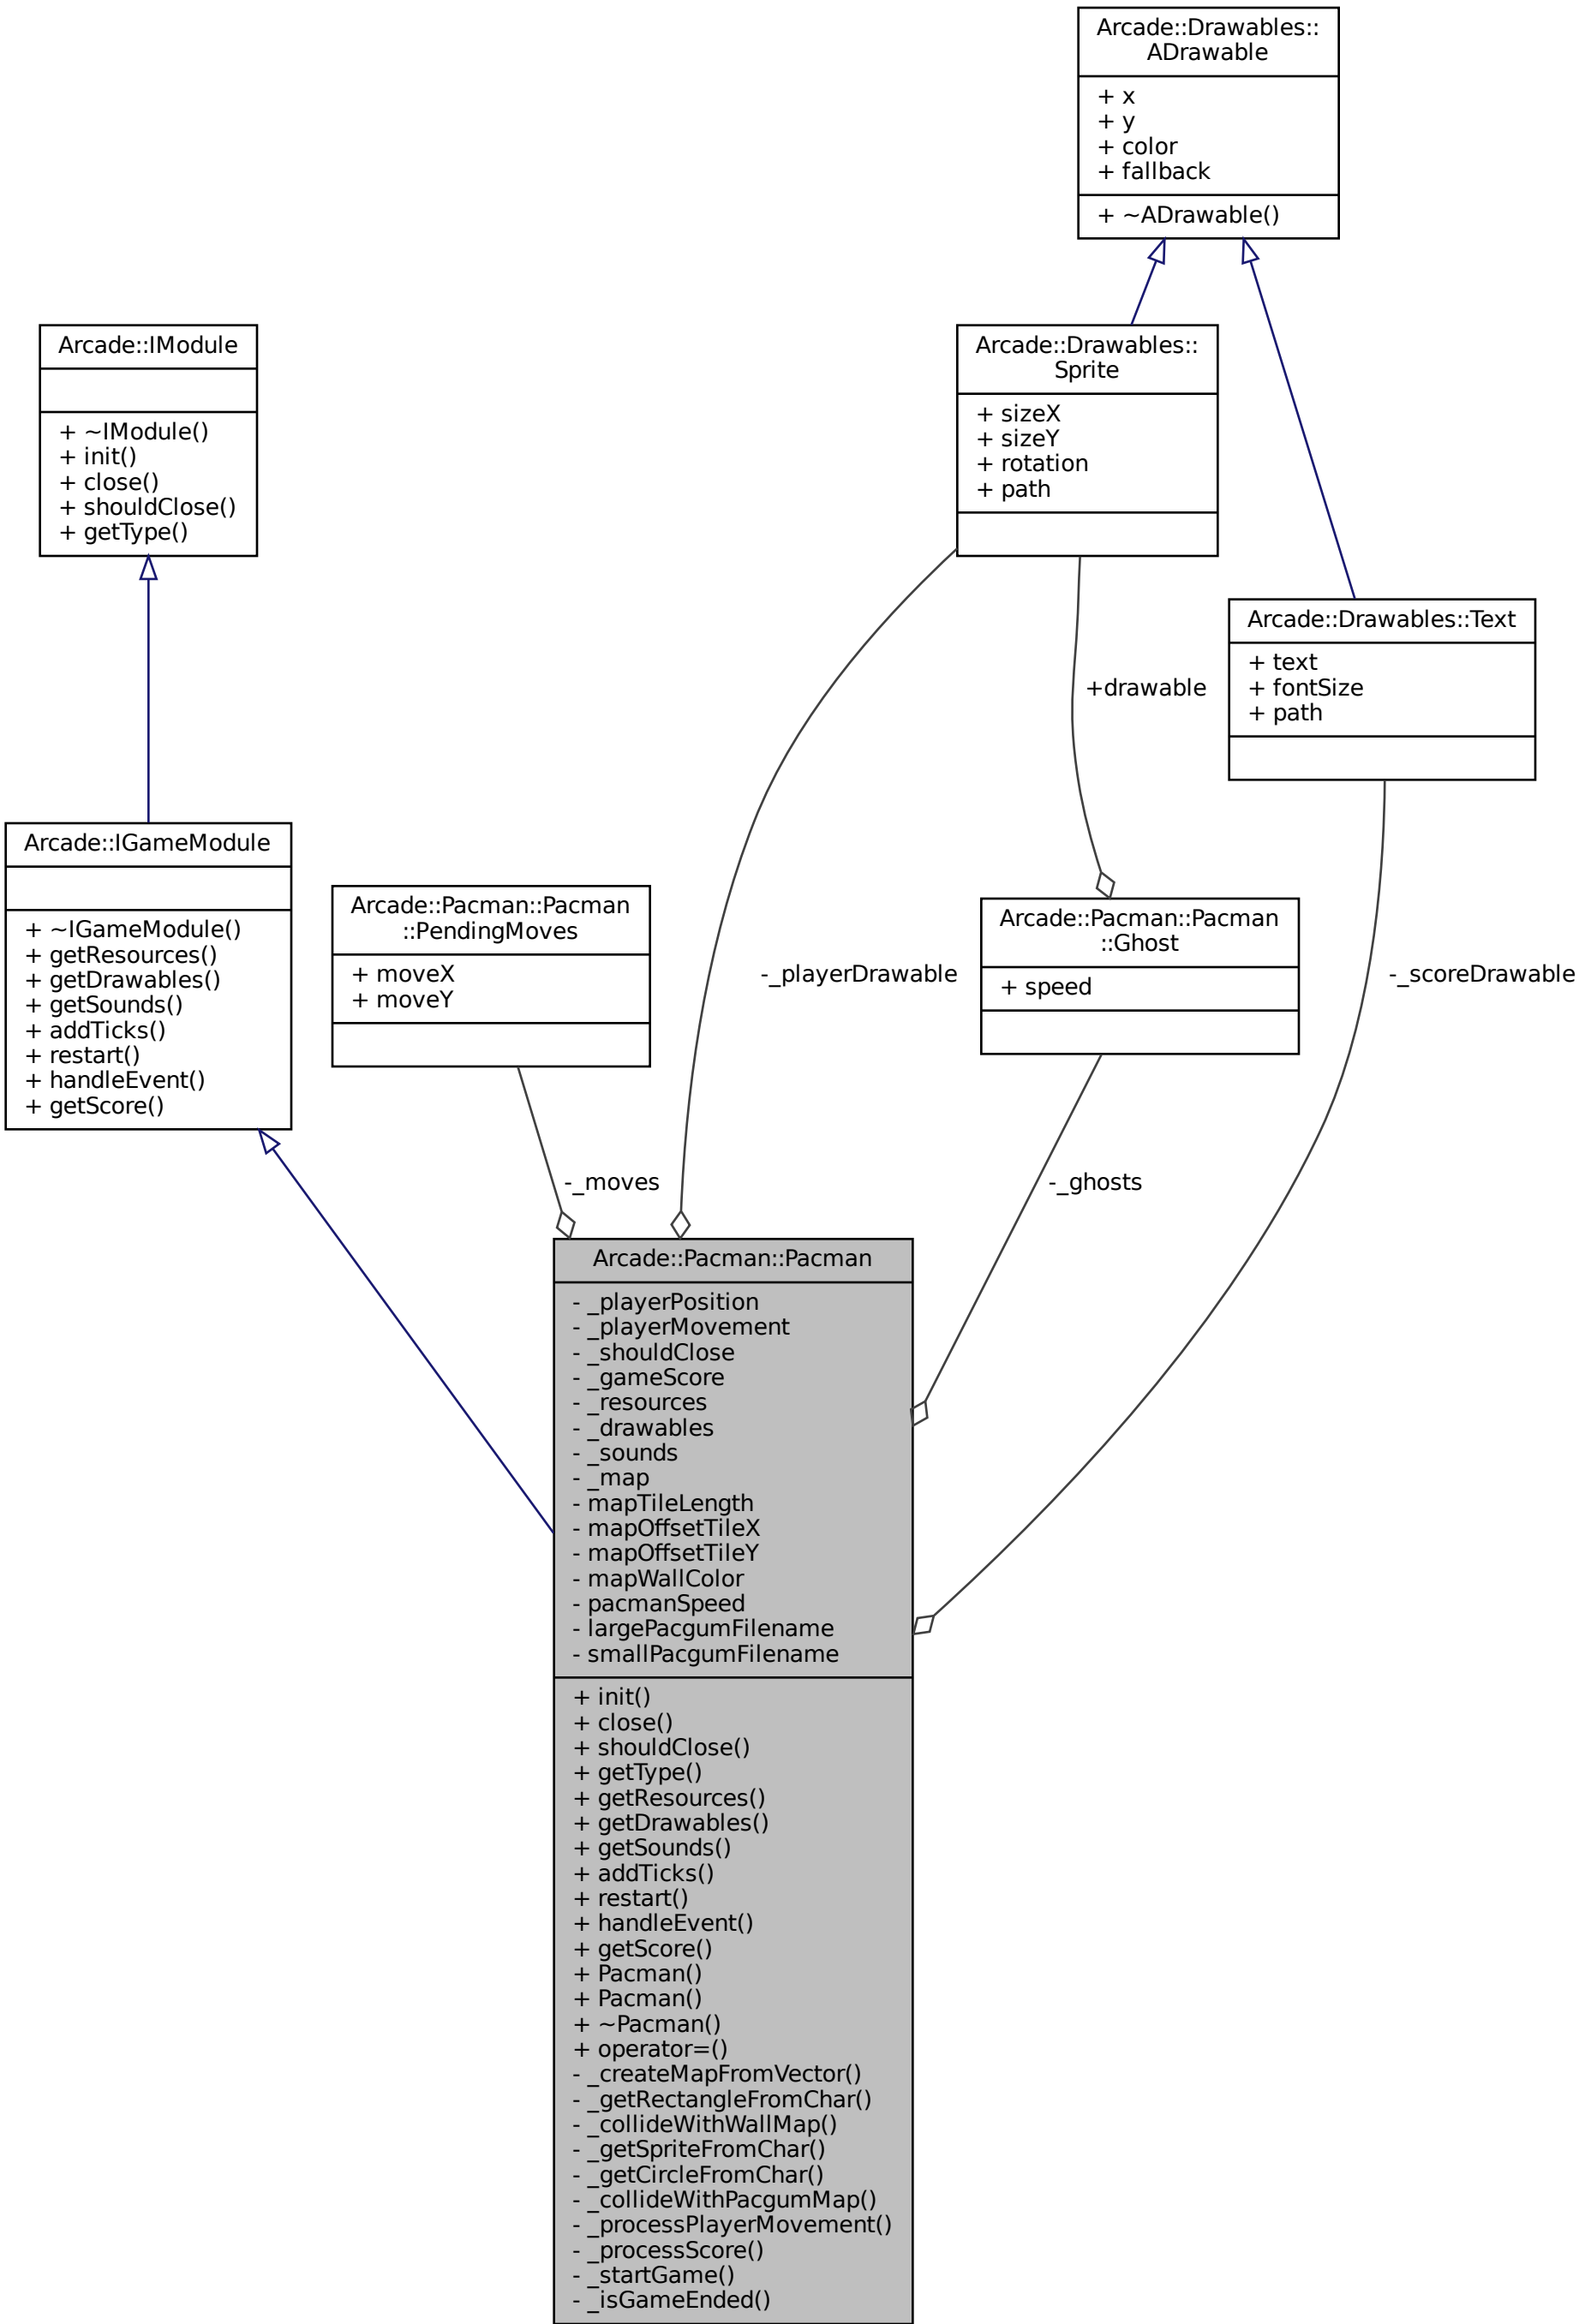 Arcade::Drawables::
ADrawable
+ x
+ y
+ color
+ fallback
+ ~ADrawable()
Arcade::IModule
+ ~IModule()
+ init()
+ close()
+ shouldClose()
+ getType()
Arcade::Drawables::
Sprite
+ sizeX
+ sizeY
+ rotation
+ path
Arcade::Drawables::Text
+ text
+ fontSize
+ path
+drawable
Arcade::IGameModule
+ ~IGameModule()
+ getResources()
+ getDrawables()
+ getSounds()
+ addTicks()
+ restart()
+ handleEvent()
+ getScore()
Arcade::Pacman::Pacman
::PendingMoves
+ moveX
+ moveY
-_playerDrawable
Arcade::Pacman::Pacman
::Ghost
+ speed
-_scoreDrawable
-_moves
-_ghosts
Arcade::Pacman::Pacman
- _playerPosition
- _playerMovement
- _shouldClose
- _gameScore
- _resources
- _drawables
- _sounds
- _map
- mapTileLength
- mapOffsetTileX
- mapOffsetTileY
- mapWallColor
- pacmanSpeed
- largePacgumFilename
- smallPacgumFilename
+ init()
+ close()
+ shouldClose()
+ getType()
+ getResources()
+ getDrawables()
+ getSounds()
+ addTicks()
+ restart()
+ handleEvent()
+ getScore()
+ Pacman()
+ Pacman()
+ ~Pacman()
+ operator=()
- _createMapFromVector()
- _getRectangleFromChar()
- _collideWithWallMap()
- _getSpriteFromChar()
- _getCircleFromChar()
- _collideWithPacgumMap()
- _processPlayerMovement()
- _processScore()
- _startGame()
- _isGameEnded()